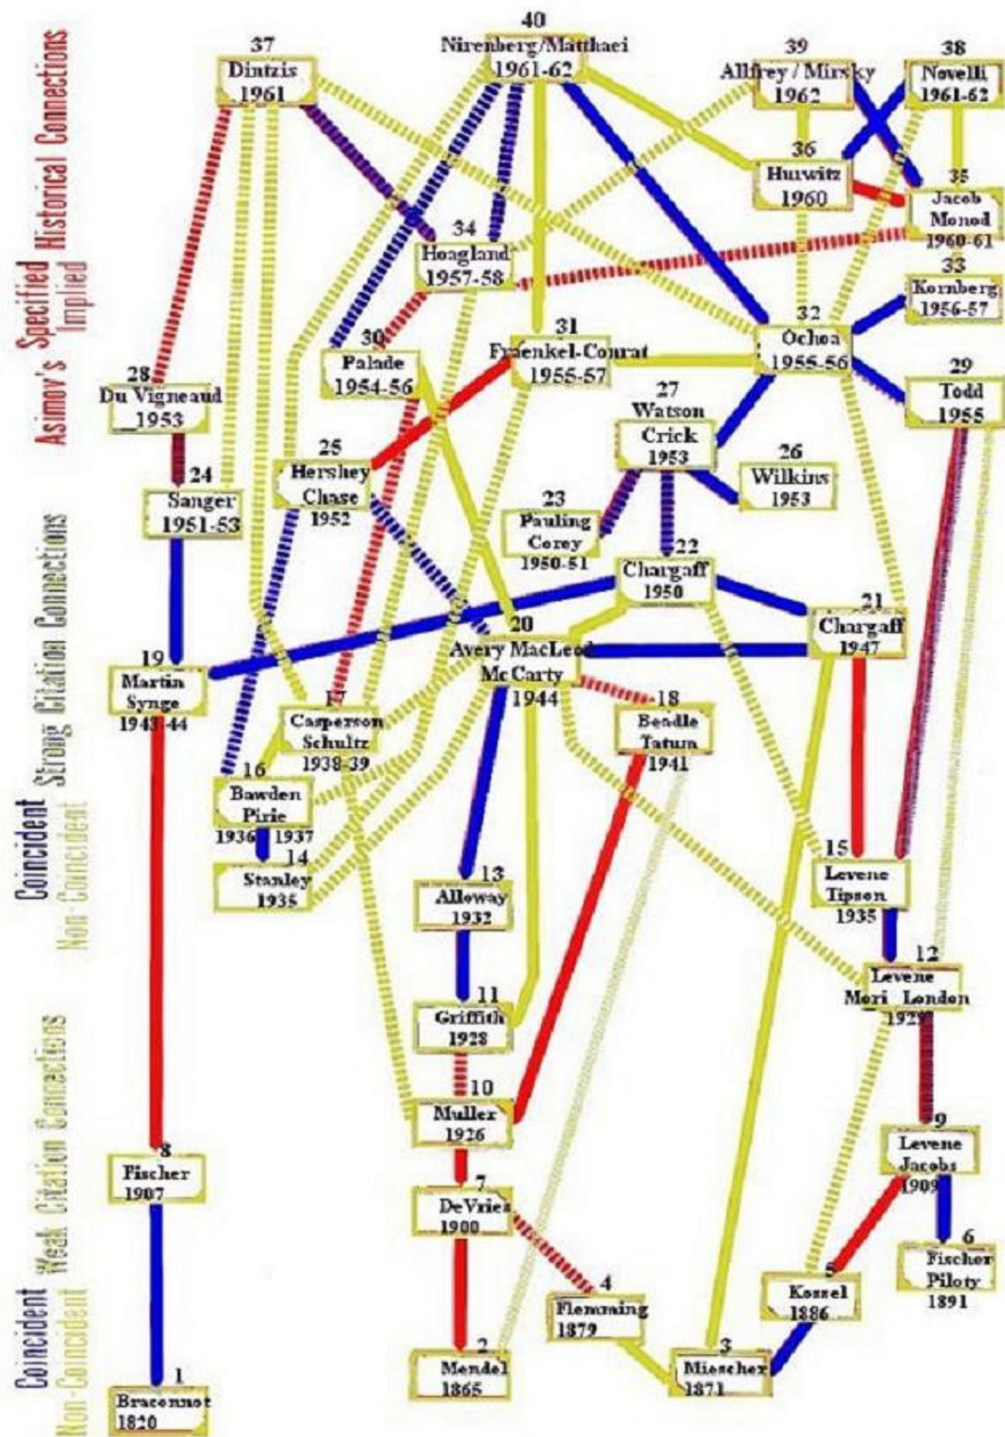 40
Nirenberg/Matthaei
1961-62
37
Dintzis
1961
39
Allfrey / Mirsky
1962
38
Novelli
1961-62
36
Hurwitz
1960
35
Jacob
Monod
1960-61
34
Hoagland
1957-58
33
Kornberg
1956-57
32
Ochoa
1955-56
31
Fraenkel-Conrat
1955-57
30
Palade
1954-56
29
Todd
1955
28
Du Vigneaud
1953
27
Watson
Crick
1953
26
Wilkins
1953
25
Hershey
Chase
1952
24
Sanger
1951-53
23
Pauling
Corey
1950-51
22
Chargaff
1950
21
Chargaff
1947
20
Avery MacLeod
McCarty
1944
19
Martin
Synge
1943-44
18
Beadle
Tatum
1941
17
Casperson
Schultz
1938-39
16
Bawden
Pirie
1936 1937
15
Levene
Tipson
1935
14
Stanley
1935
13
Alloway
1932
12
Levene
Mori London
1929
11
Griffith
1928
10
Muller
1926
9
Levene
Jacobs
1909
8
Fischer
1907
7
DeVries
1900
6
Fischer
Piloty
1891
5
Kossel
1886
4
Flemming
1879
3
Miescher
1871
2
Mendel
1865
1
Braconnot
1820
Asimov's Specified Historical Connections
Implied
Coincident Strong Citation Connections
Non-Coincident
Coincident Weak Citation Connections
Non-Coincident